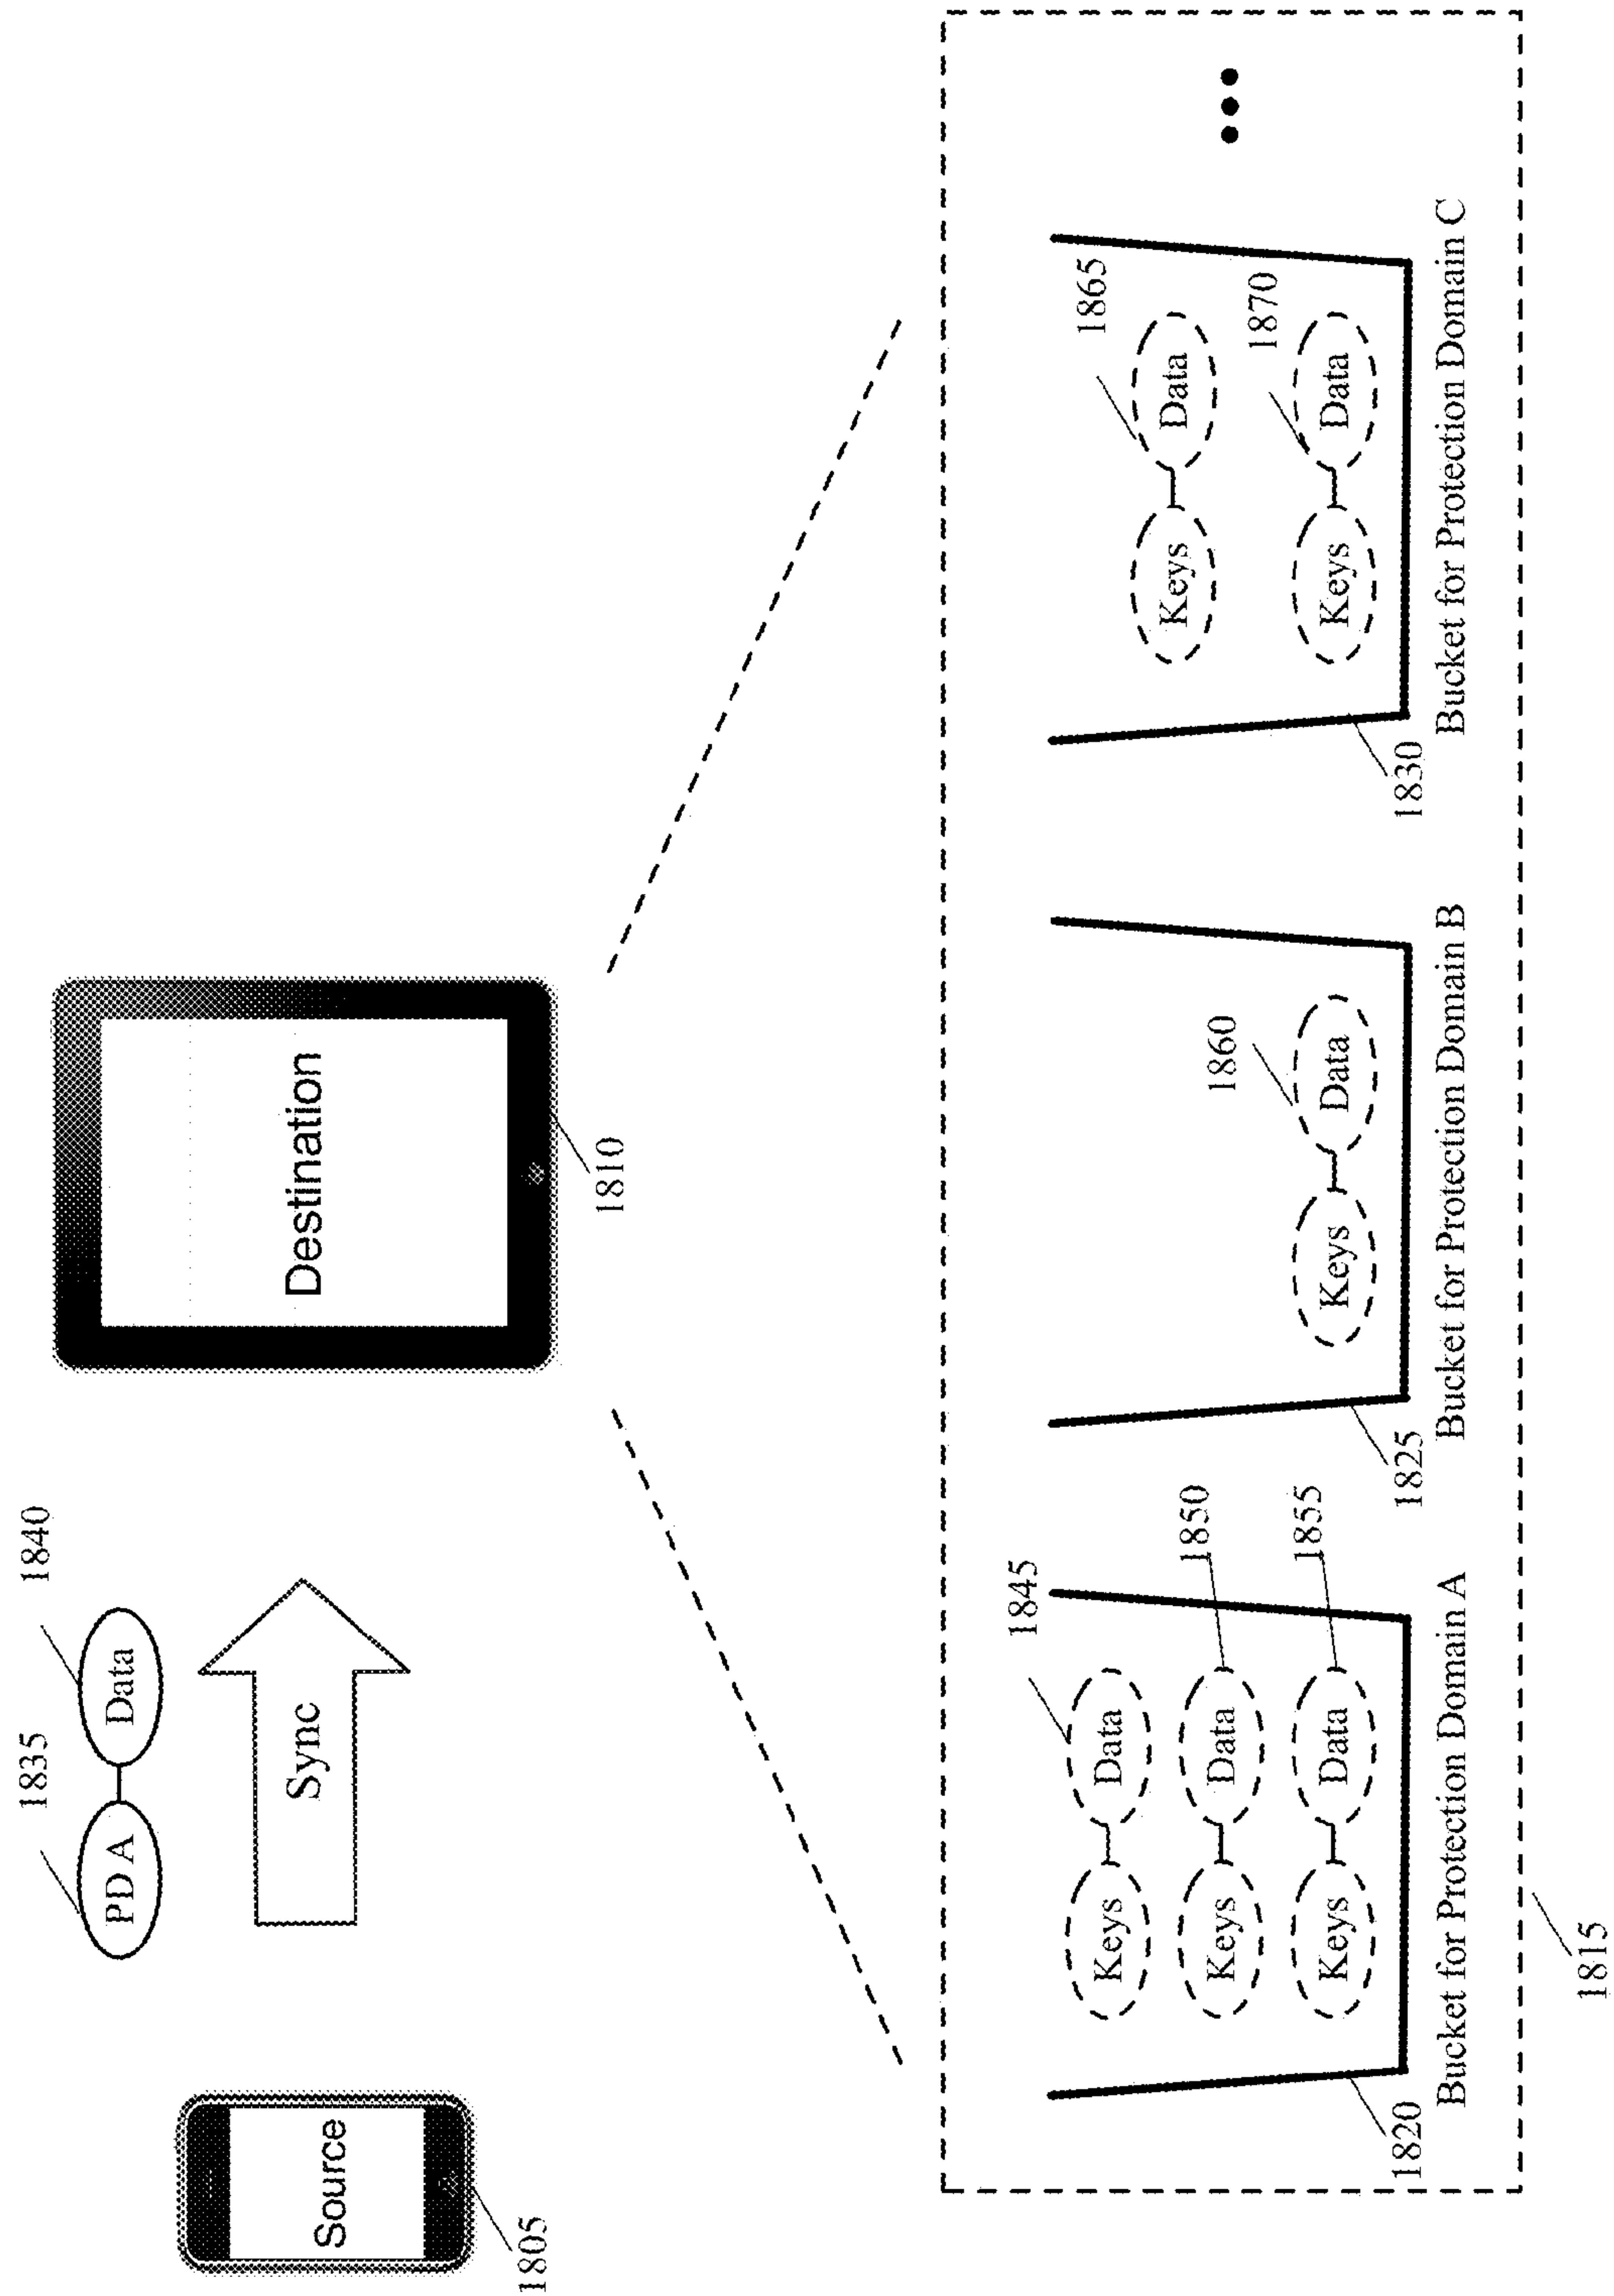 1835
1840
PD A
Data
Source
Sync
Destination
1805
1810
1845
1865
Keys
Data
Keys
Data
1850
1860
1870
Keys
Data
1855
Keys
Data
Keys
Data
Keys
Data
1820
1825
1830
Bucket for Protection Domain A
Bucket for Protection Domain B
Bucket for Protection Domain C
1815